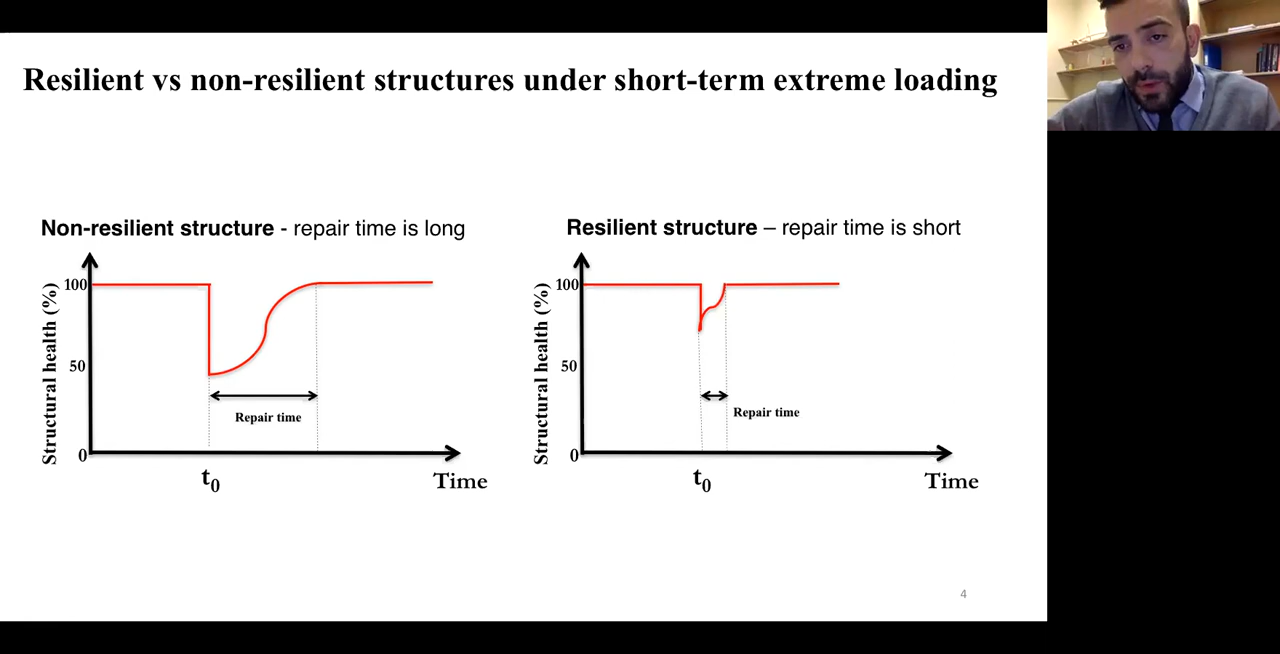 Resilient vs non-resilient structures under short-term extreme loading
Non-resilient structure - repair time is long
Structural health (%)
100
50
0
Repair time
t₀
Time
Resilient structure – repair time is short
Structural health (%)
100
50
0
Repair time
t₀
Time
4